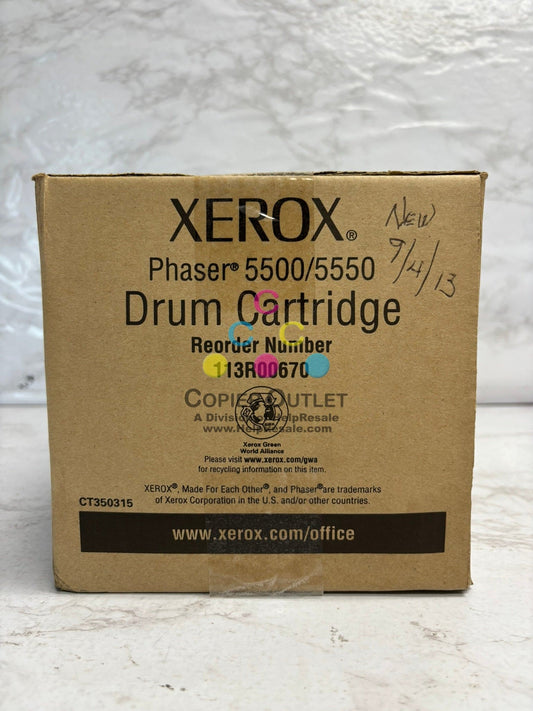 XEROX®
New
9/4/13
Phaser® 5500/5550
Drum Cartridge
G
C C
Reorder Number
113R00670
COPIER OUTLET
A Division of HelpResale
www.HelpResale.com
Xerox Green
World Alliance
Please visit www.xerox.com/gwa
for recycling information on this item.
XEROX®, Made For Each Other®, and Phaser® are trademarks
of Xerox Corporation in the U.S. and/or other countries.
CT350315
www.xerox.com/office